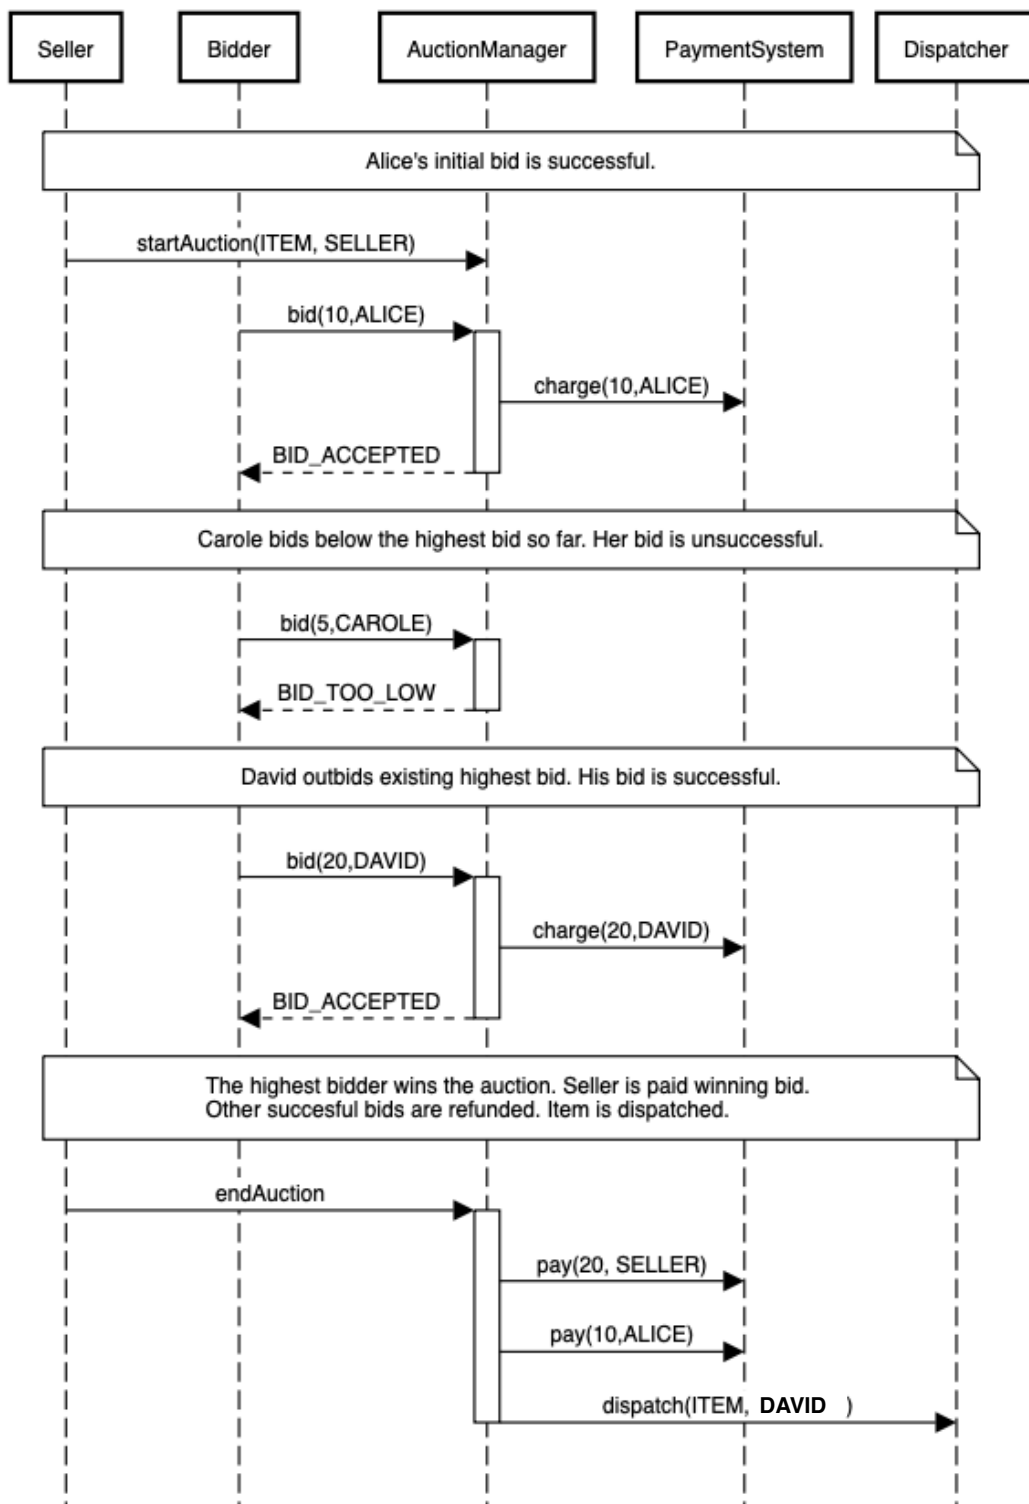 Seller
Bidder
AuctionManager
PaymentSystem
Dispatcher
Alice's initial bid is successful.
startAuction(ITEM, SELLER)
bid(10,ALICE)
charge(10,ALICE)
BID_ACCEPTED
Carole bids below the highest bid so far. Her bid is unsuccessful.
bid(5,CAROLE)
BID_TOO_LOW
David outbids existing highest bid. His bid is successful.
bid(20,DAVID)
charge(20,DAVID)
BID_ACCEPTED
The highest bidder wins the auction. Seller is paid winning bid.
Other succesful bids are refunded. Item is dispatched.
endAuction
pay(20, SELLER)
pay(10,ALICE)
dispatch(ITEM, DAVID )